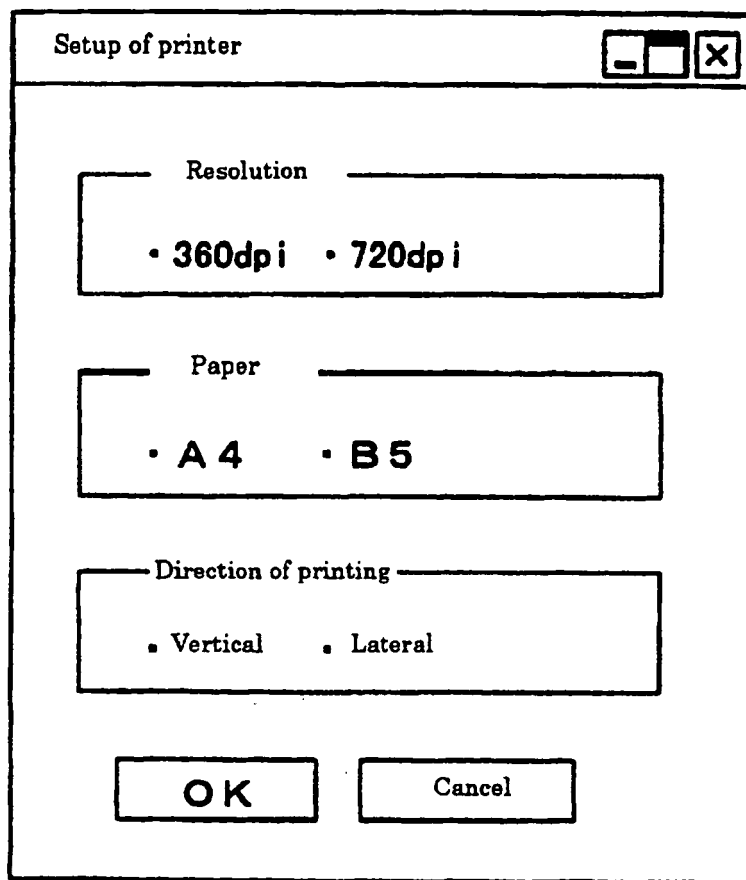 Setup of printer
Resolution
· 360dpi · 720dpi
Paper
· A4 · B5
Direction of printing
· Vertical · Lateral
OK Cancel